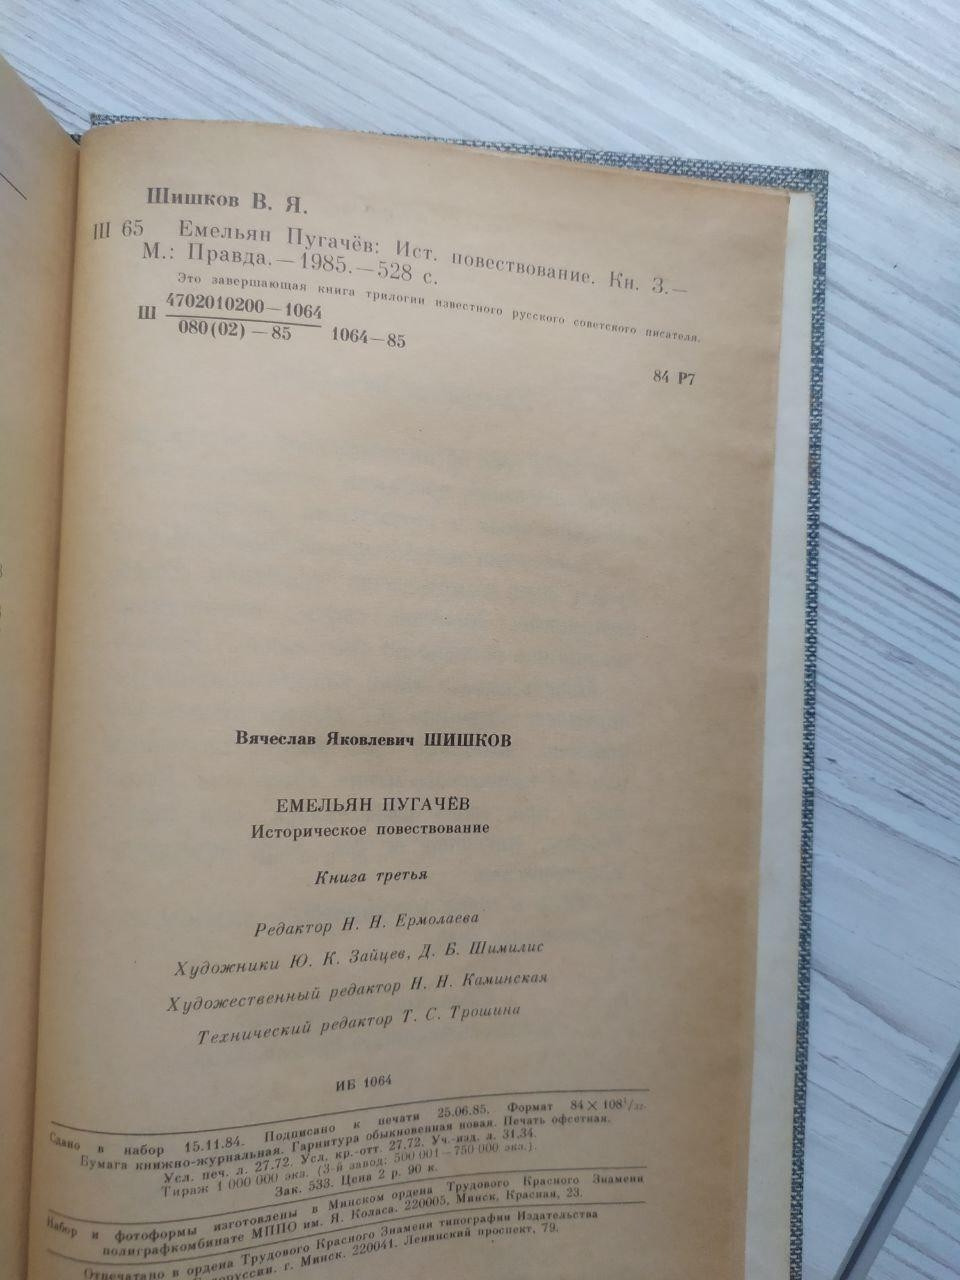 Шишков В. Я.
Ш 65 Емельян Пугачёв: Ист. повествование. Кн. 3.—
М.: Правда.—1985.—528 с.
Это завершающая книга трилогии известного русского советского писателя.
4702010200—1064
Ш
080(02)—85 1064—85
84 Р7
Вячеслав Яковлевич ШИШКОВ
ЕМЕЛЬЯН ПУГАЧЁВ
Историческое повествование
Книга третья
Редактор Н. Н. Ермолаева
Художники Ю. К. Зайцев, Д. Б. Шимилис
Художественный редактор Н. Н. Каминская
Технический редактор Т. С. Трошина
ИБ 1064
Сдано в набор 15.11.84. Подписано к печати 25.06.85. Формат 84×108¹/₃₂.
Бумага книжно-журнальная. Гарнитура обыкновенная новая. Печать офсетная.
Усл. печ. л. 27.72. Усл. кр.-отт. 27.72. Уч.-изд. л. 31,34.
Тираж 1 000 000 экз. (3-й завод: 500 001—750 000 экз.).
Зак. 533. Цена 2 р. 90 к.
Набор и фотоформы изготовлены в Минском ордена Трудового Красного Знамени
полиграфкомбинате МППО им. Я. Коласа. 220005, Минск, Красная, 23.
Отпечатано в ордена Трудового Красного Знамени типографии Издательства
Белоруссии. г. Минск. 220041. Ленинский проспект, 79.